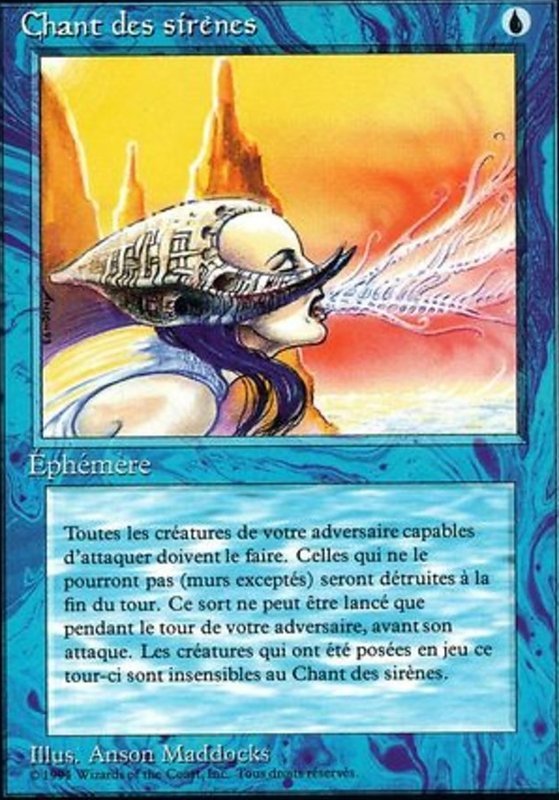 Chant des sirènes
Éphémère
Toutes les créatures de votre adversaire capables
d'attaquer doivent le faire. Celles qui ne le
pourront pas (murs exceptés) seront détruites à la
fin du tour. Ce sort ne peut être lancé que
pendant le tour de votre adversaire, avant son
attaque. Les créatures qui ont été posées en jeu ce
tour-ci sont insensibles au Chant des sirènes.
Illus. Anson Maddocks
© 1994 Wizards of the Coast, Inc. Tous droits réservés.